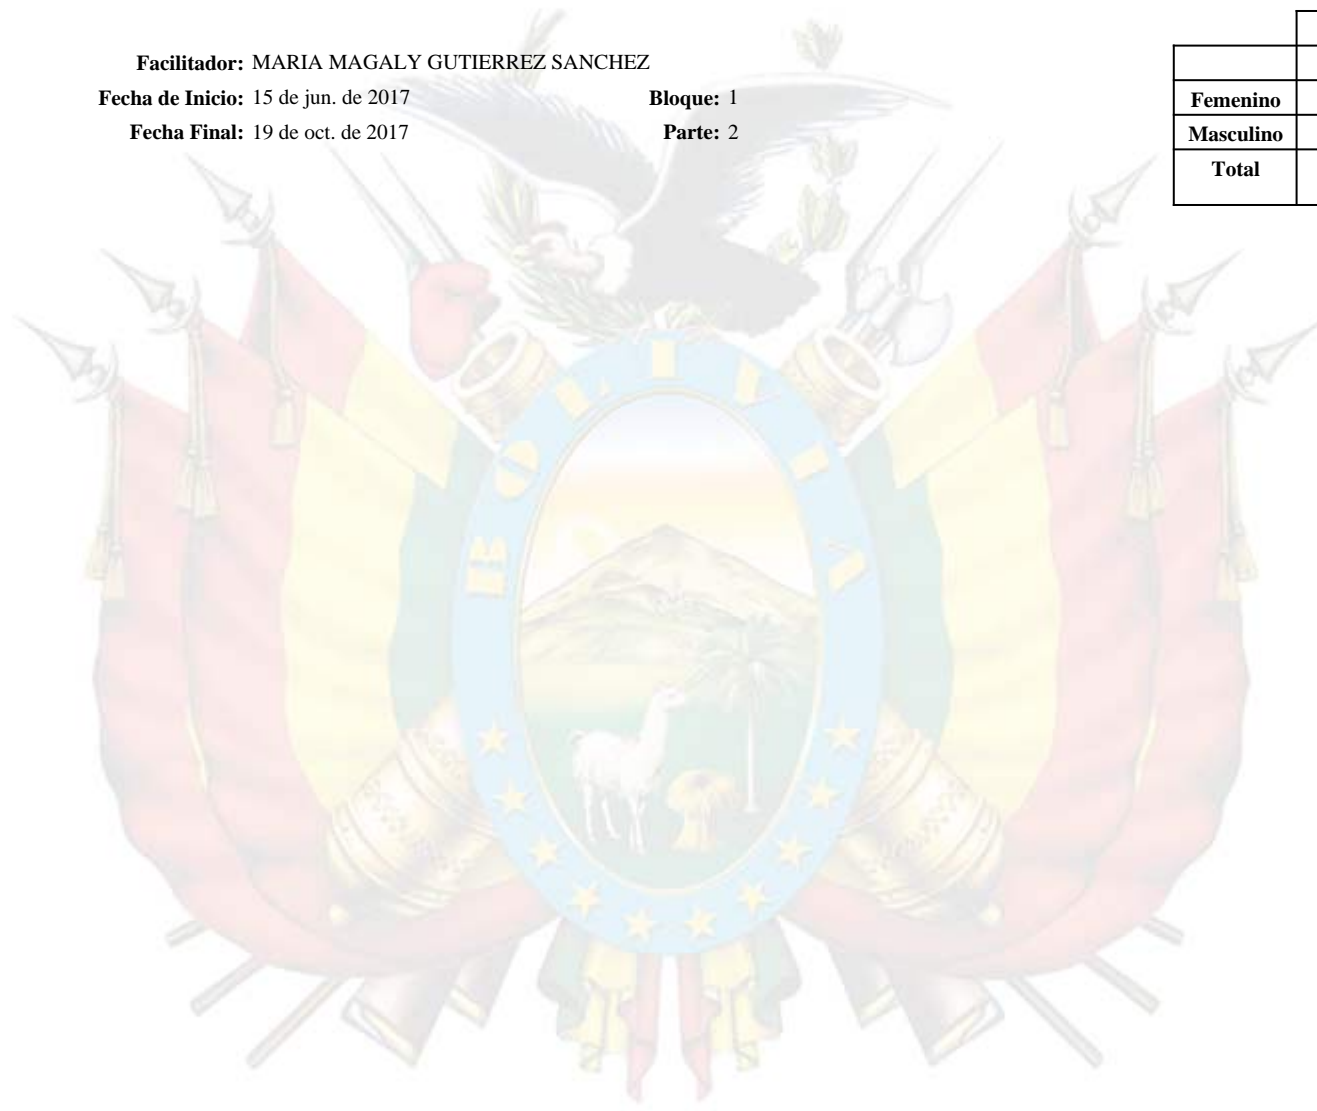 Facilitador: MARIA MAGALY GUTIERREZ SANCHEZ
Fecha de Inicio: 15 de jun. de 2017 Bloque: 1
Fecha Final: 19 de oct. de 2017 Parte: 2
Femenino
Masculino
Total
BOLIVIA